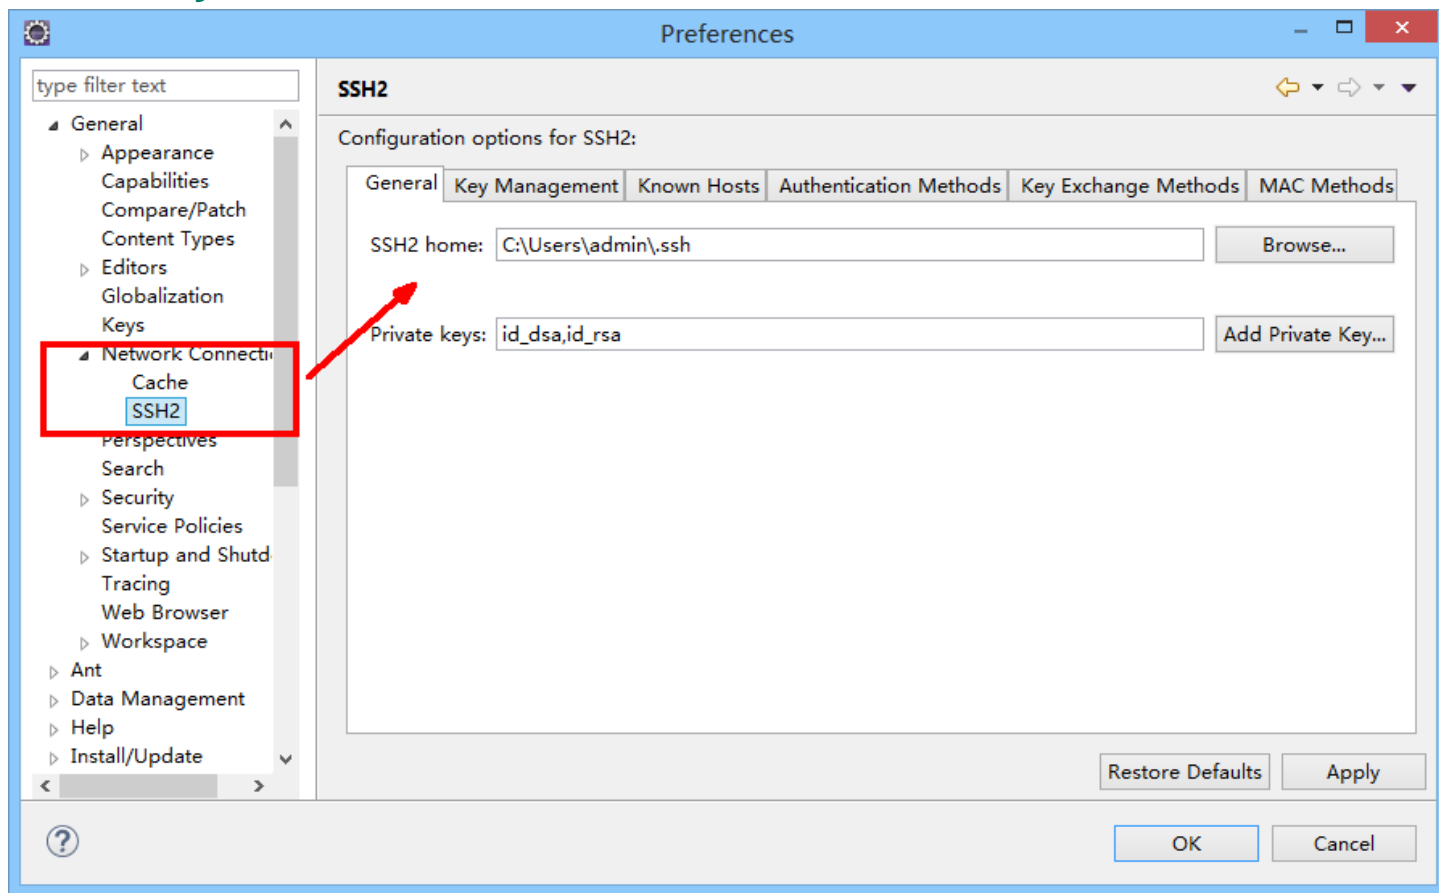 Preferences
type filter text
General
Appearance
Capabilities
Compare/Patch
Content Types
Editors
Globalization
Keys
Network Connecti
Cache
SSH2
Perspectives
Search
Security
Service Policies
Startup and Shutd
Tracing
Web Browser
Workspace
Ant
Data Management
Help
Install/Update
SSH2
Configuration options for SSH2:
General Key Management Known Hosts Authentication Methods Key Exchange Methods MAC Methods
SSH2 home: C:\Users\admin\.ssh Browse...
Private keys: id_dsa,id_rsa Add Private Key...
Restore Defaults Apply
OK Cancel